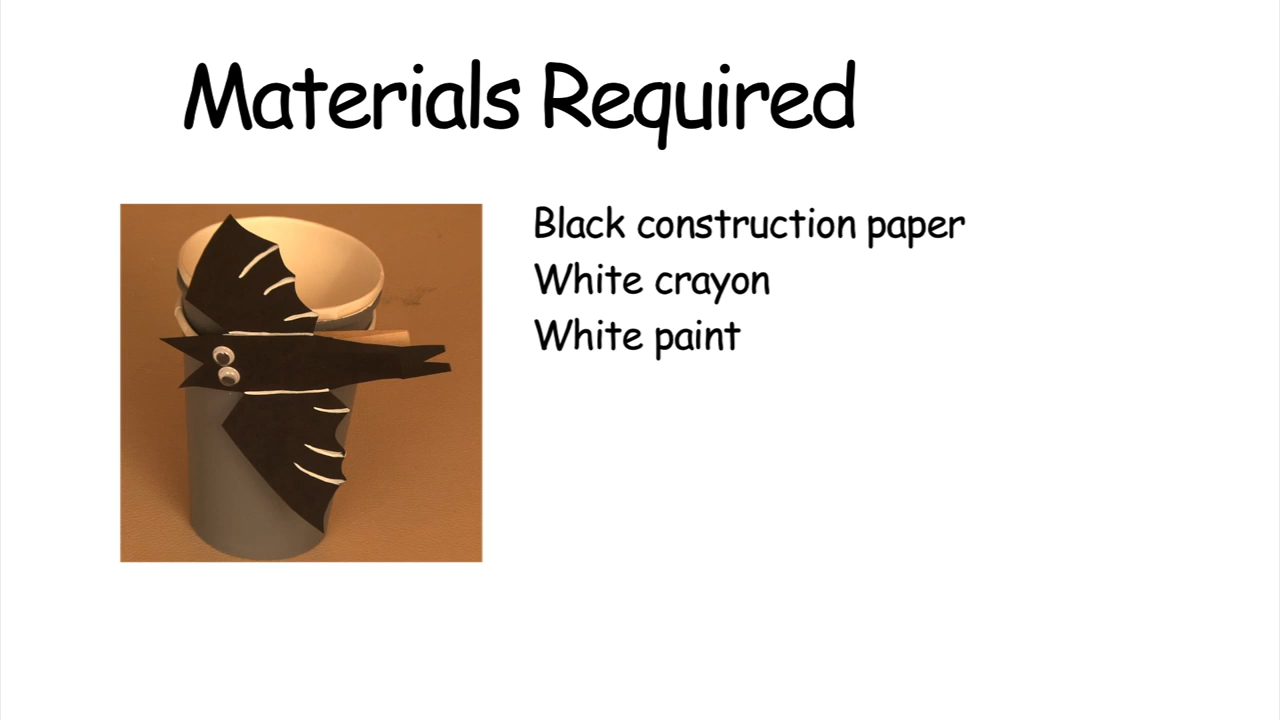 Materials Required
Black construction paper
White crayon
White paint